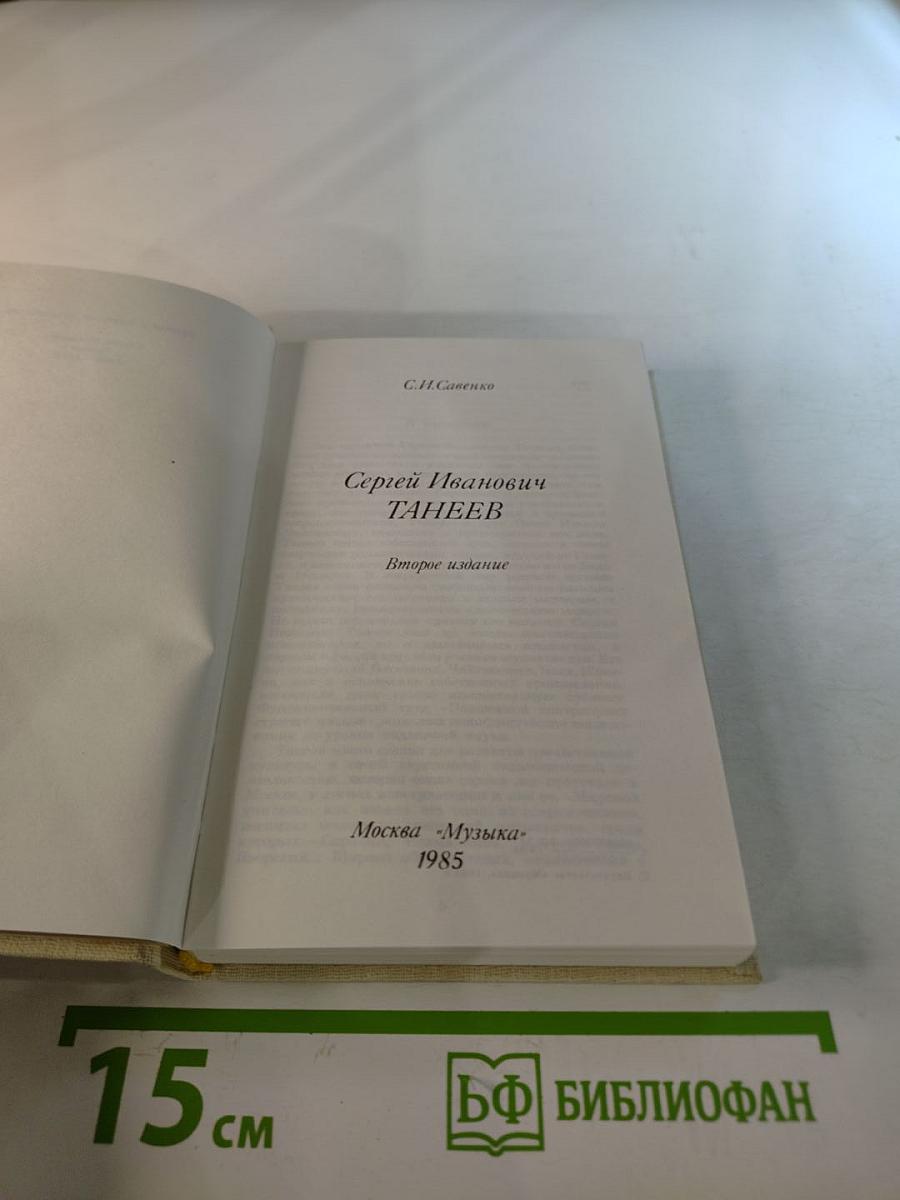 С.И.Савенко
Сергей Иванович
ТАНЕЕВ
Второе издание
Москва «Музыка»
1985
15 см
БФ БИБЛИОФАН